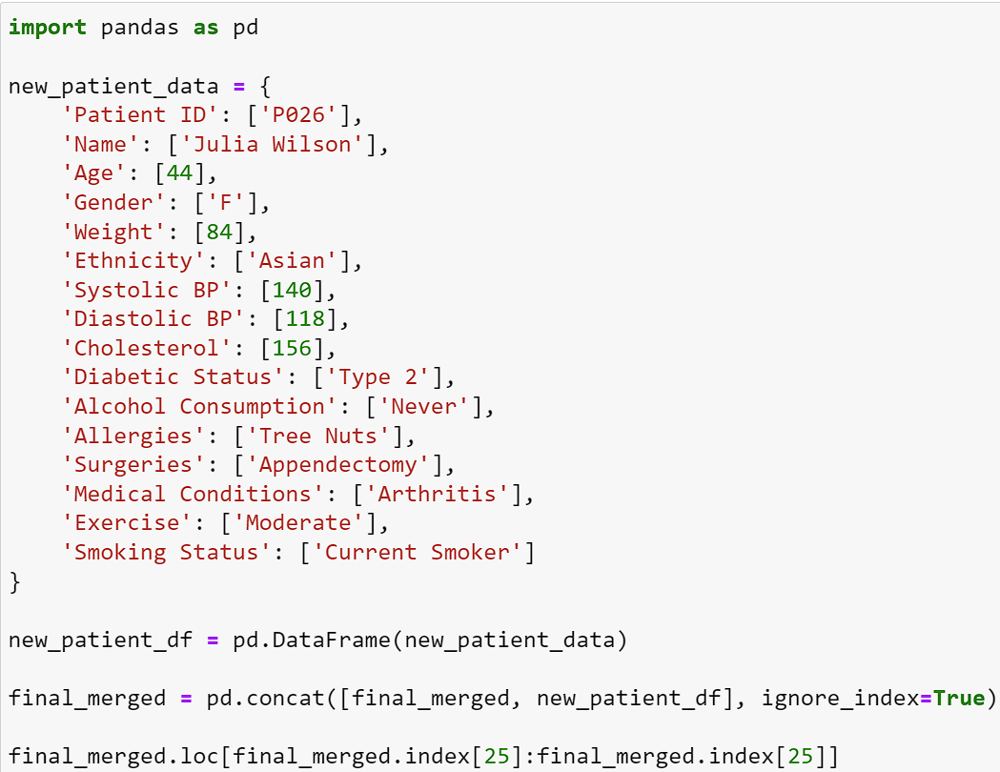 import pandas as pd
new_patient_data = {
    'Patient ID': ['P026'],
    'Name': ['Julia Wilson'],
    'Age': [44],
    'Gender': ['F'],
    'Weight': [84],
    'Ethnicity': ['Asian'],
    'Systolic BP': [140],
    'Diastolic BP': [118],
    'Cholesterol': [156],
    'Diabetic Status': ['Type 2'],
    'Alcohol Consumption': ['Never'],
    'Allergies': ['Tree Nuts'],
    'Surgeries': ['Appendectomy'],
    'Medical Conditions': ['Arthritis'],
    'Exercise': ['Moderate'],
    'Smoking Status': ['Current Smoker']
}
new_patient_df = pd.DataFrame(new_patient_data)
final_merged = pd.concat([final_merged, new_patient_df], ignore_index=True)
final_merged.loc[final_merged.index[25]:final_merged.index[25]]